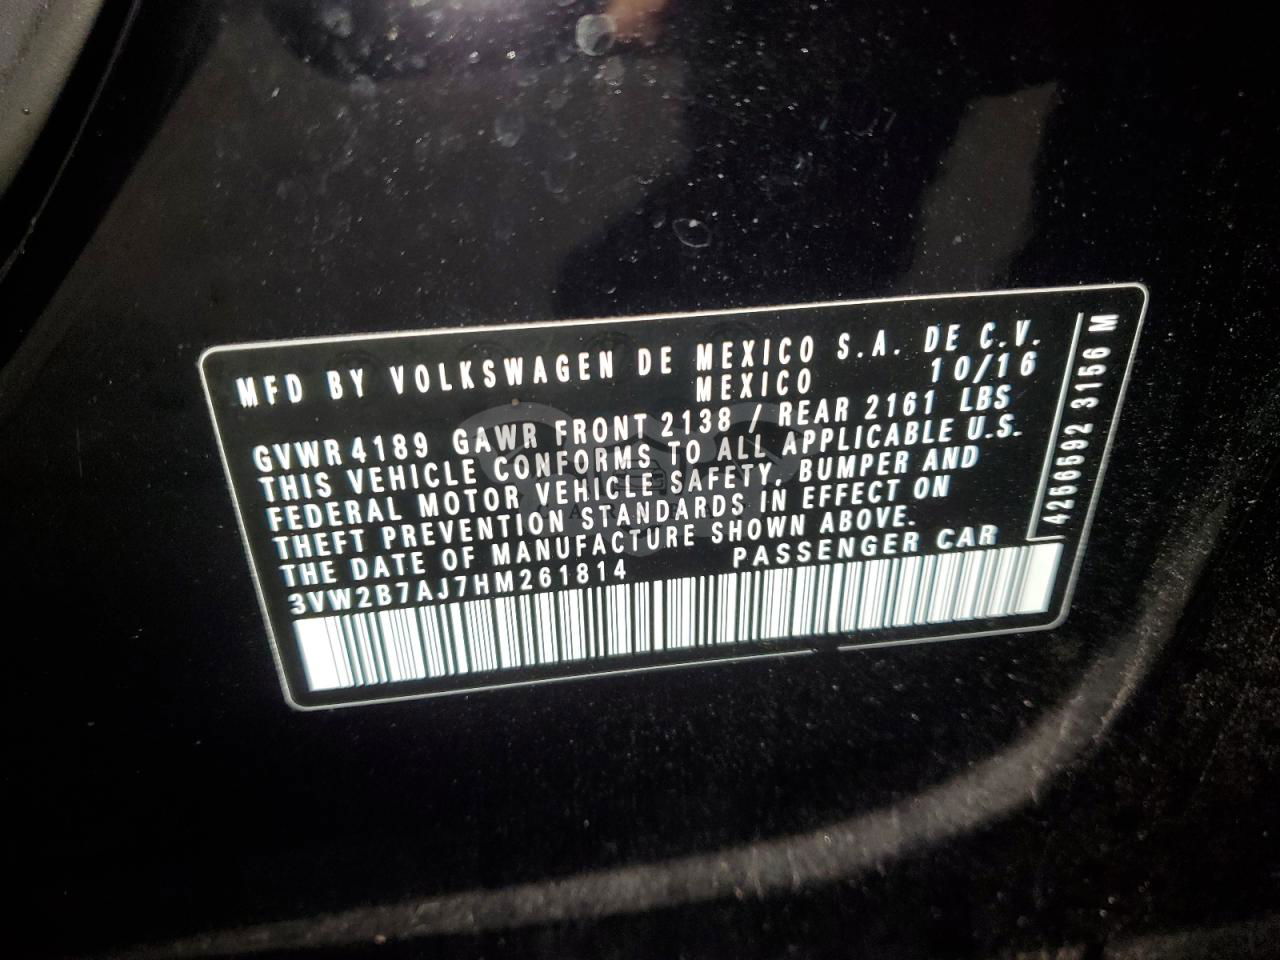 MFD BY VOLKSWAGEN DE MEXICO S.A. DE C.V.
MEXICO 10/16
GVWR 4189 GAWR FRONT 2138 / REAR 2161 LBS
THIS VEHICLE CONFORMS TO ALL APPLICABLE U.S.
FEDERAL MOTOR VEHICLE SAFETY, BUMPER AND
THEFT PREVENTION STANDARDS IN EFFECT ON
THE DATE OF MANUFACTURE SHOWN ABOVE.
3VW2B7AJ7HM261814 PASSENGER CAR
4256692 3156 M